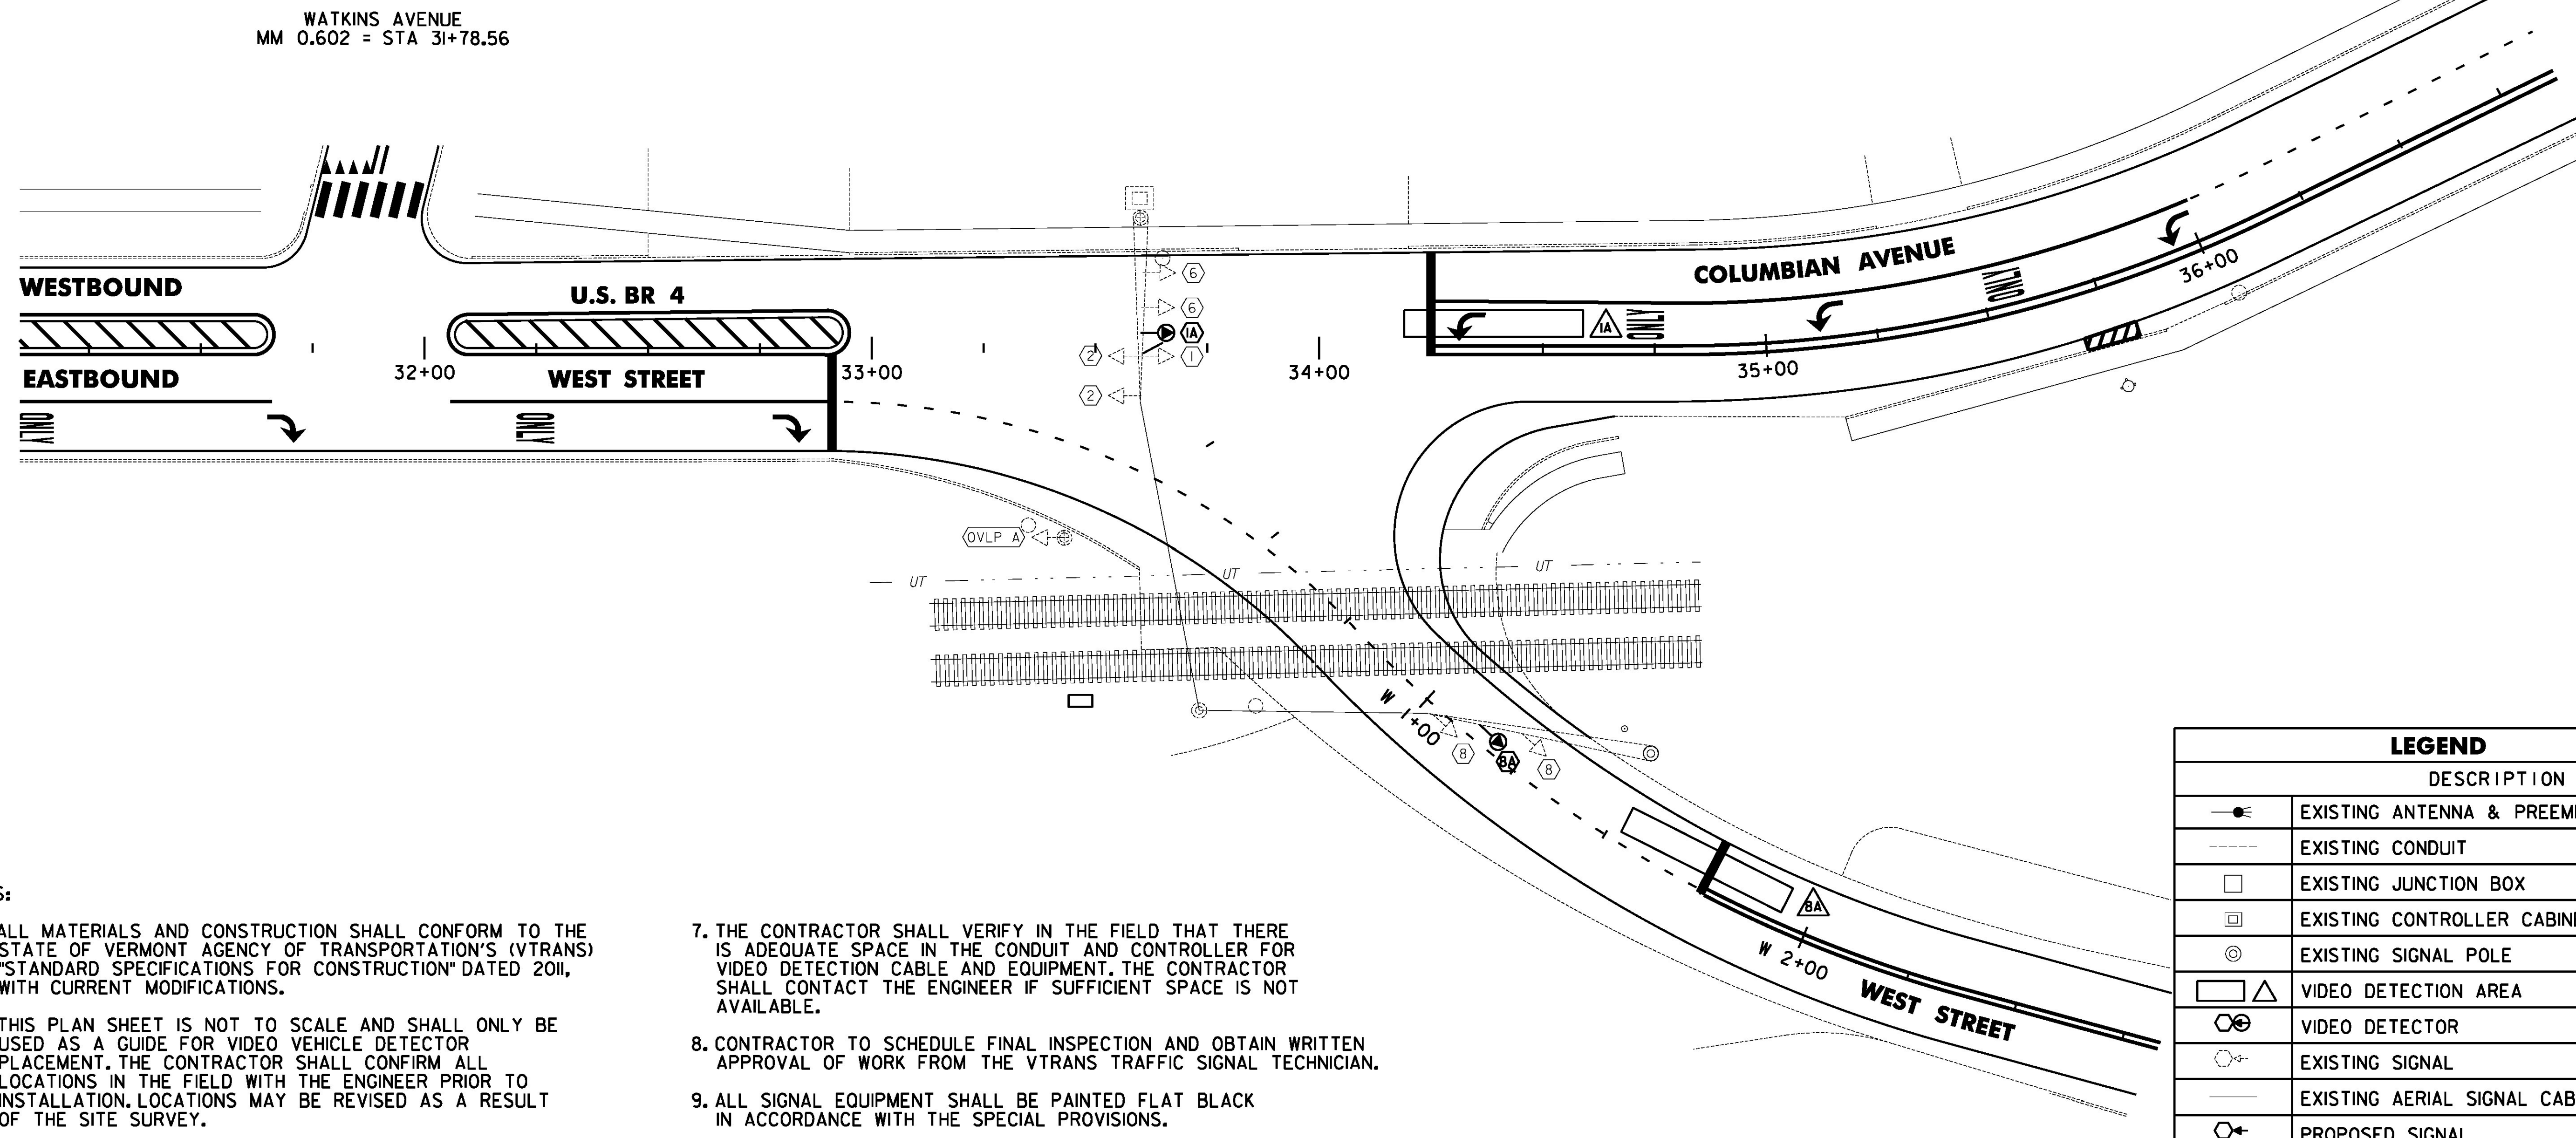 WATKINS AVENUE
MM 0.602 = STA 31+78.56
WESTBOUND
U.S. BR 4
COLUMBIAN AVENUE
ONLY
36+00
6
6
1A
1A
ONLY
2
1
EASTBOUND
32+00
WEST STREET
33+00
34+00
35+00
2
ONLY
ONLY
OVLP A
UT
UT
UT
W 1+00
8
8A
8
8A
W 2+00
WEST STREET
LEGEND
DESCRIPTION
EXISTING ANTENNA &
EXISTING CONDUIT
EXISTING JUNCTION BOX
EXISTING CONTROLLER
EXISTING SIGNAL POLE
VIDEO DETECTION AREA
VIDEO DETECTOR
EXISTING SIGNAL
EXISTING AERIAL SIGNAL
PROPOSED SIGNAL
S:
ALL MATERIALS AND CONSTRUCTION SHALL CONFORM TO THE
STATE OF VERMONT AGENCY OF TRANSPORTATION'S (VTRANS)
"STANDARD SPECIFICATIONS FOR CONSTRUCTION" DATED 2011,
WITH CURRENT MODIFICATIONS.
THIS PLAN SHEET IS NOT TO SCALE AND SHALL ONLY BE
USED AS A GUIDE FOR VIDEO VEHICLE DETECTOR
PLACEMENT. THE CONTRACTOR SHALL CONFIRM ALL
LOCATIONS IN THE FIELD WITH THE ENGINEER PRIOR TO
INSTALLATION. LOCATIONS MAY BE REVISED AS A RESULT
OF THE SITE SURVEY.
7. THE CONTRACTOR SHALL VERIFY IN THE FIELD THAT THERE
IS ADEQUATE SPACE IN THE CONDUIT AND CONTROLLER FOR
VIDEO DETECTION CABLE AND EQUIPMENT. THE CONTRACTOR
SHALL CONTACT THE ENGINEER IF SUFFICIENT SPACE IS NOT
AVAILABLE.
8. CONTRACTOR TO SCHEDULE FINAL INSPECTION AND OBTAIN WRITTEN
APPROVAL OF WORK FROM THE VTRANS TRAFFIC SIGNAL TECHNICIAN.
9. ALL SIGNAL EQUIPMENT SHALL BE PAINTED FLAT BLACK
IN ACCORDANCE WITH THE SPECIAL PROVISIONS.